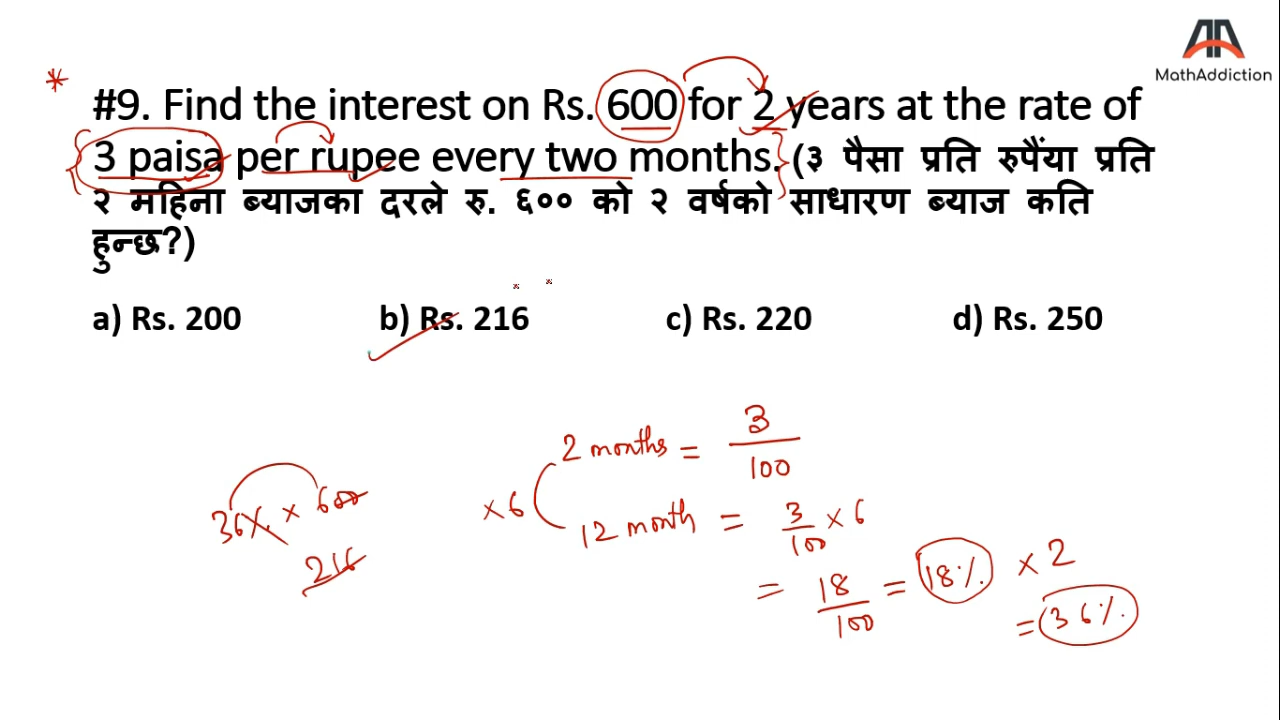 MathAddiction
#9. Find the interest on Rs. 600 for 2 years at the rate of
3 paisa per rupee every two months. (३ पैसा प्रति रुपैंया प्रति
२ महिना ब्याजका दरले रु. ६०० को २ वर्षको साधारण ब्याज कति
हुन्छ?)
a) Rs. 200 b) Rs. 216 c) Rs. 220 d) Rs. 250
2 months = 3/100
×6
12 month = 3/100 × 6
= 18/100 = 18% × 2
= 36%
36% × 600
216